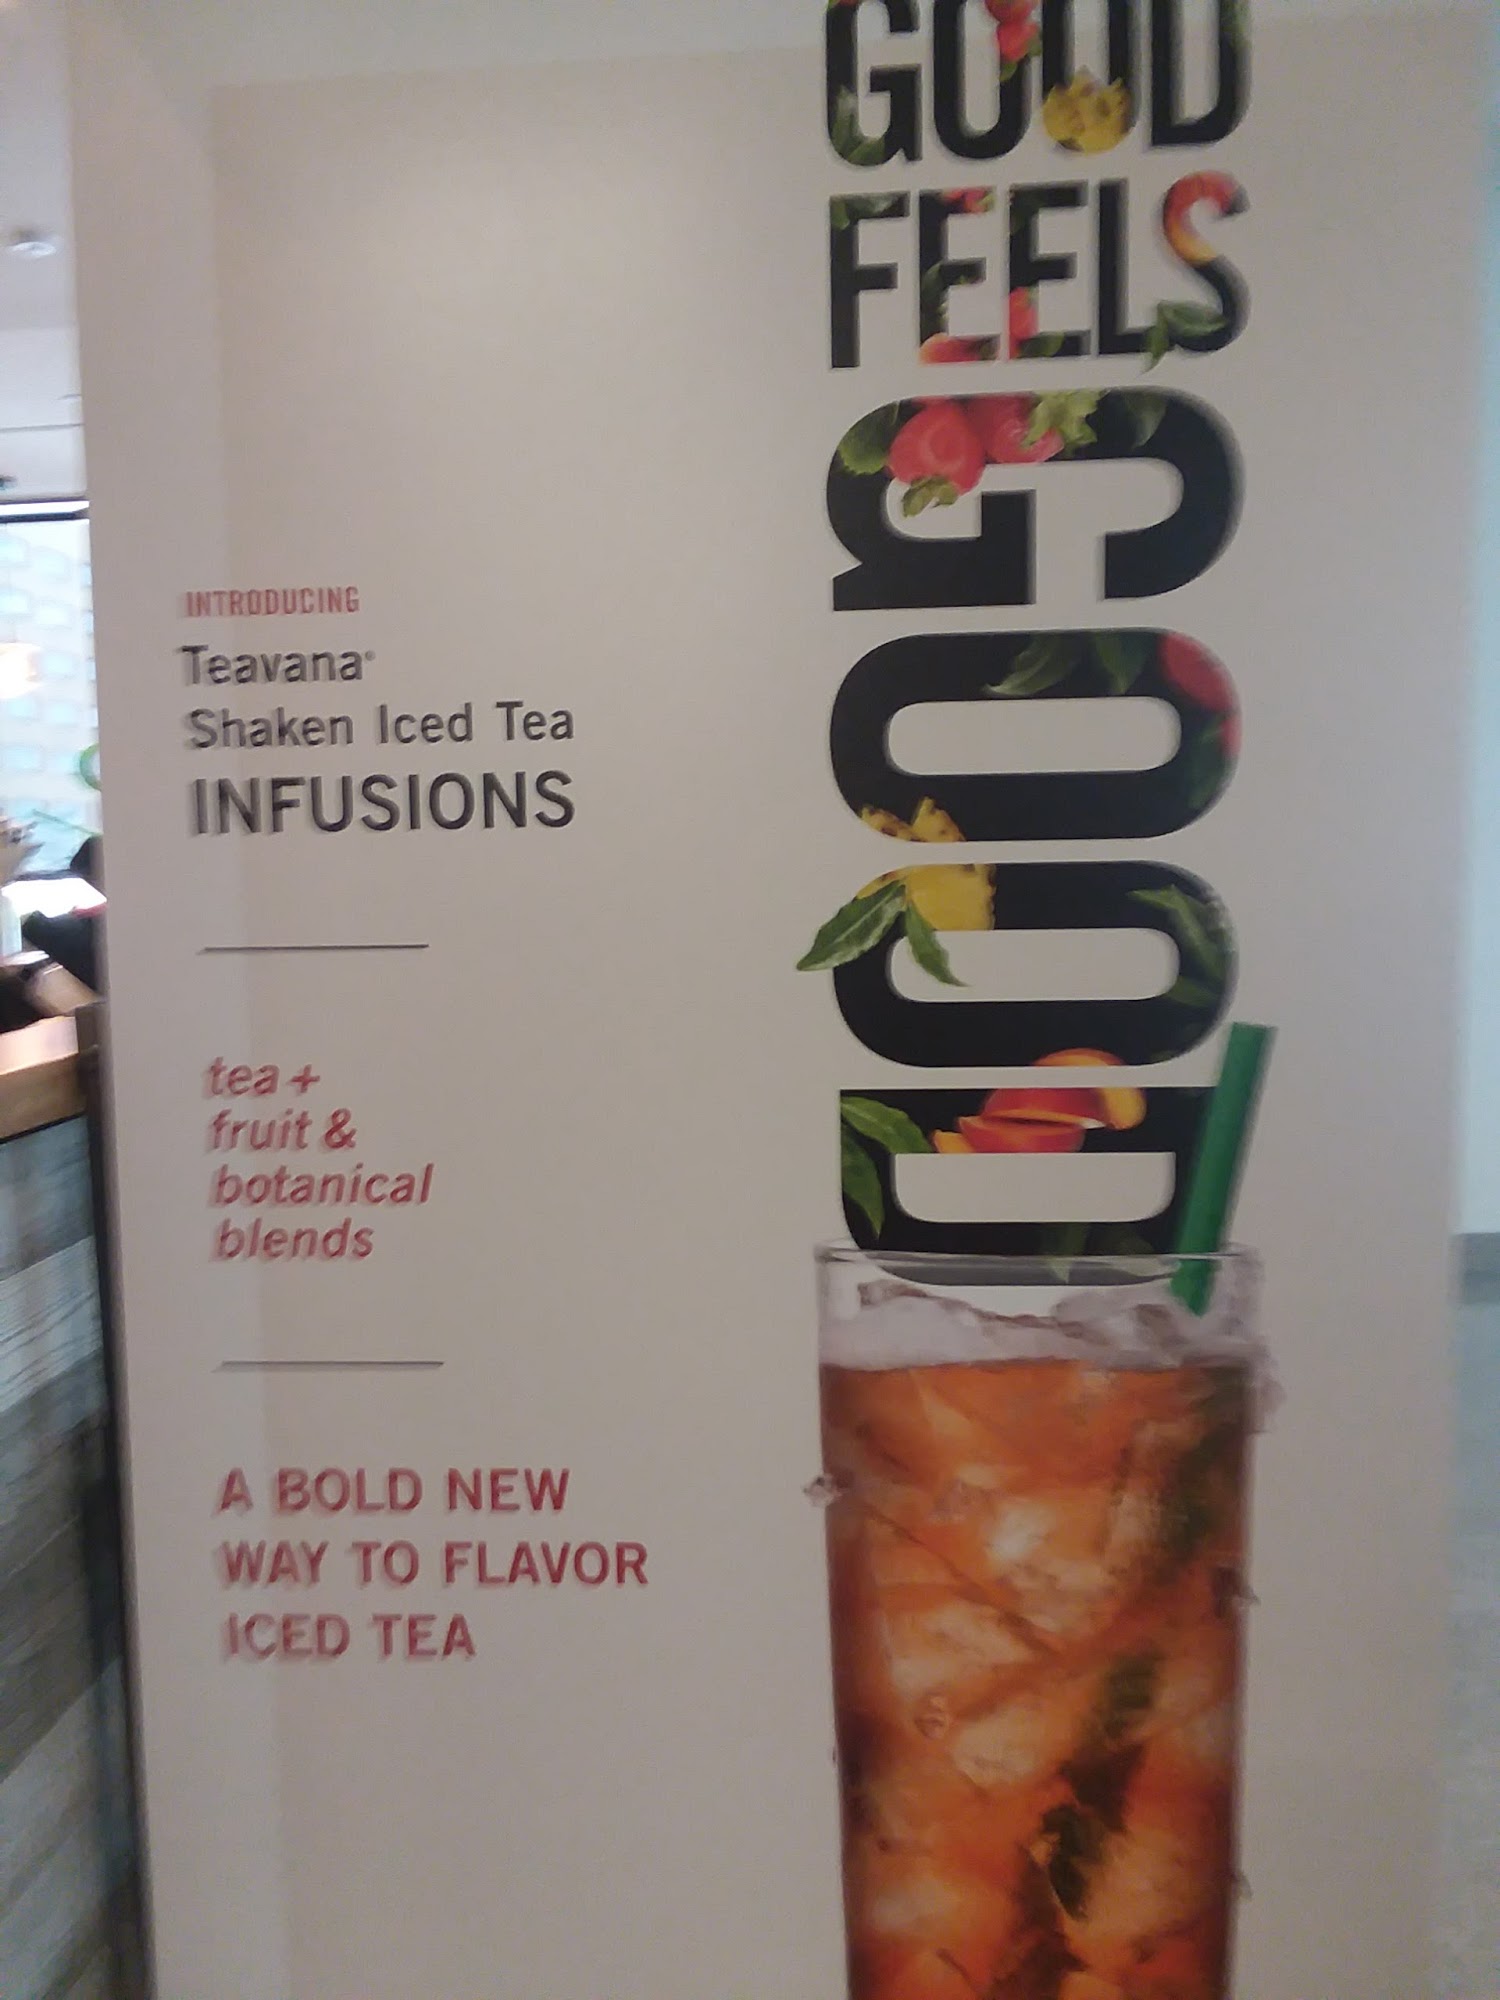 GOOD
FEELS
GOOD
INTRODUCING
Teavana®
Shaken Iced Tea
INFUSIONS
tea +
fruit &
botanical
blends
A BOLD NEW
WAY TO FLAVOR
ICED TEA